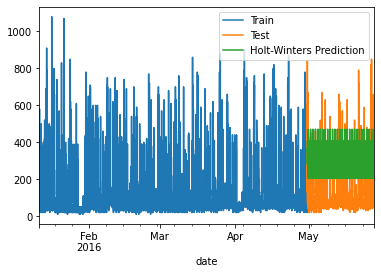 1000
800
600
400
200
0
Train
Test
Holt-Winters Prediction
Feb
2016
Mar
Apr
May
date